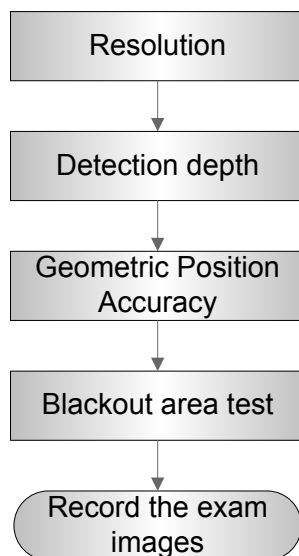 Resolution
Detection depth
Geometric Position
Accuracy
Blackout area test
Record the exam
images